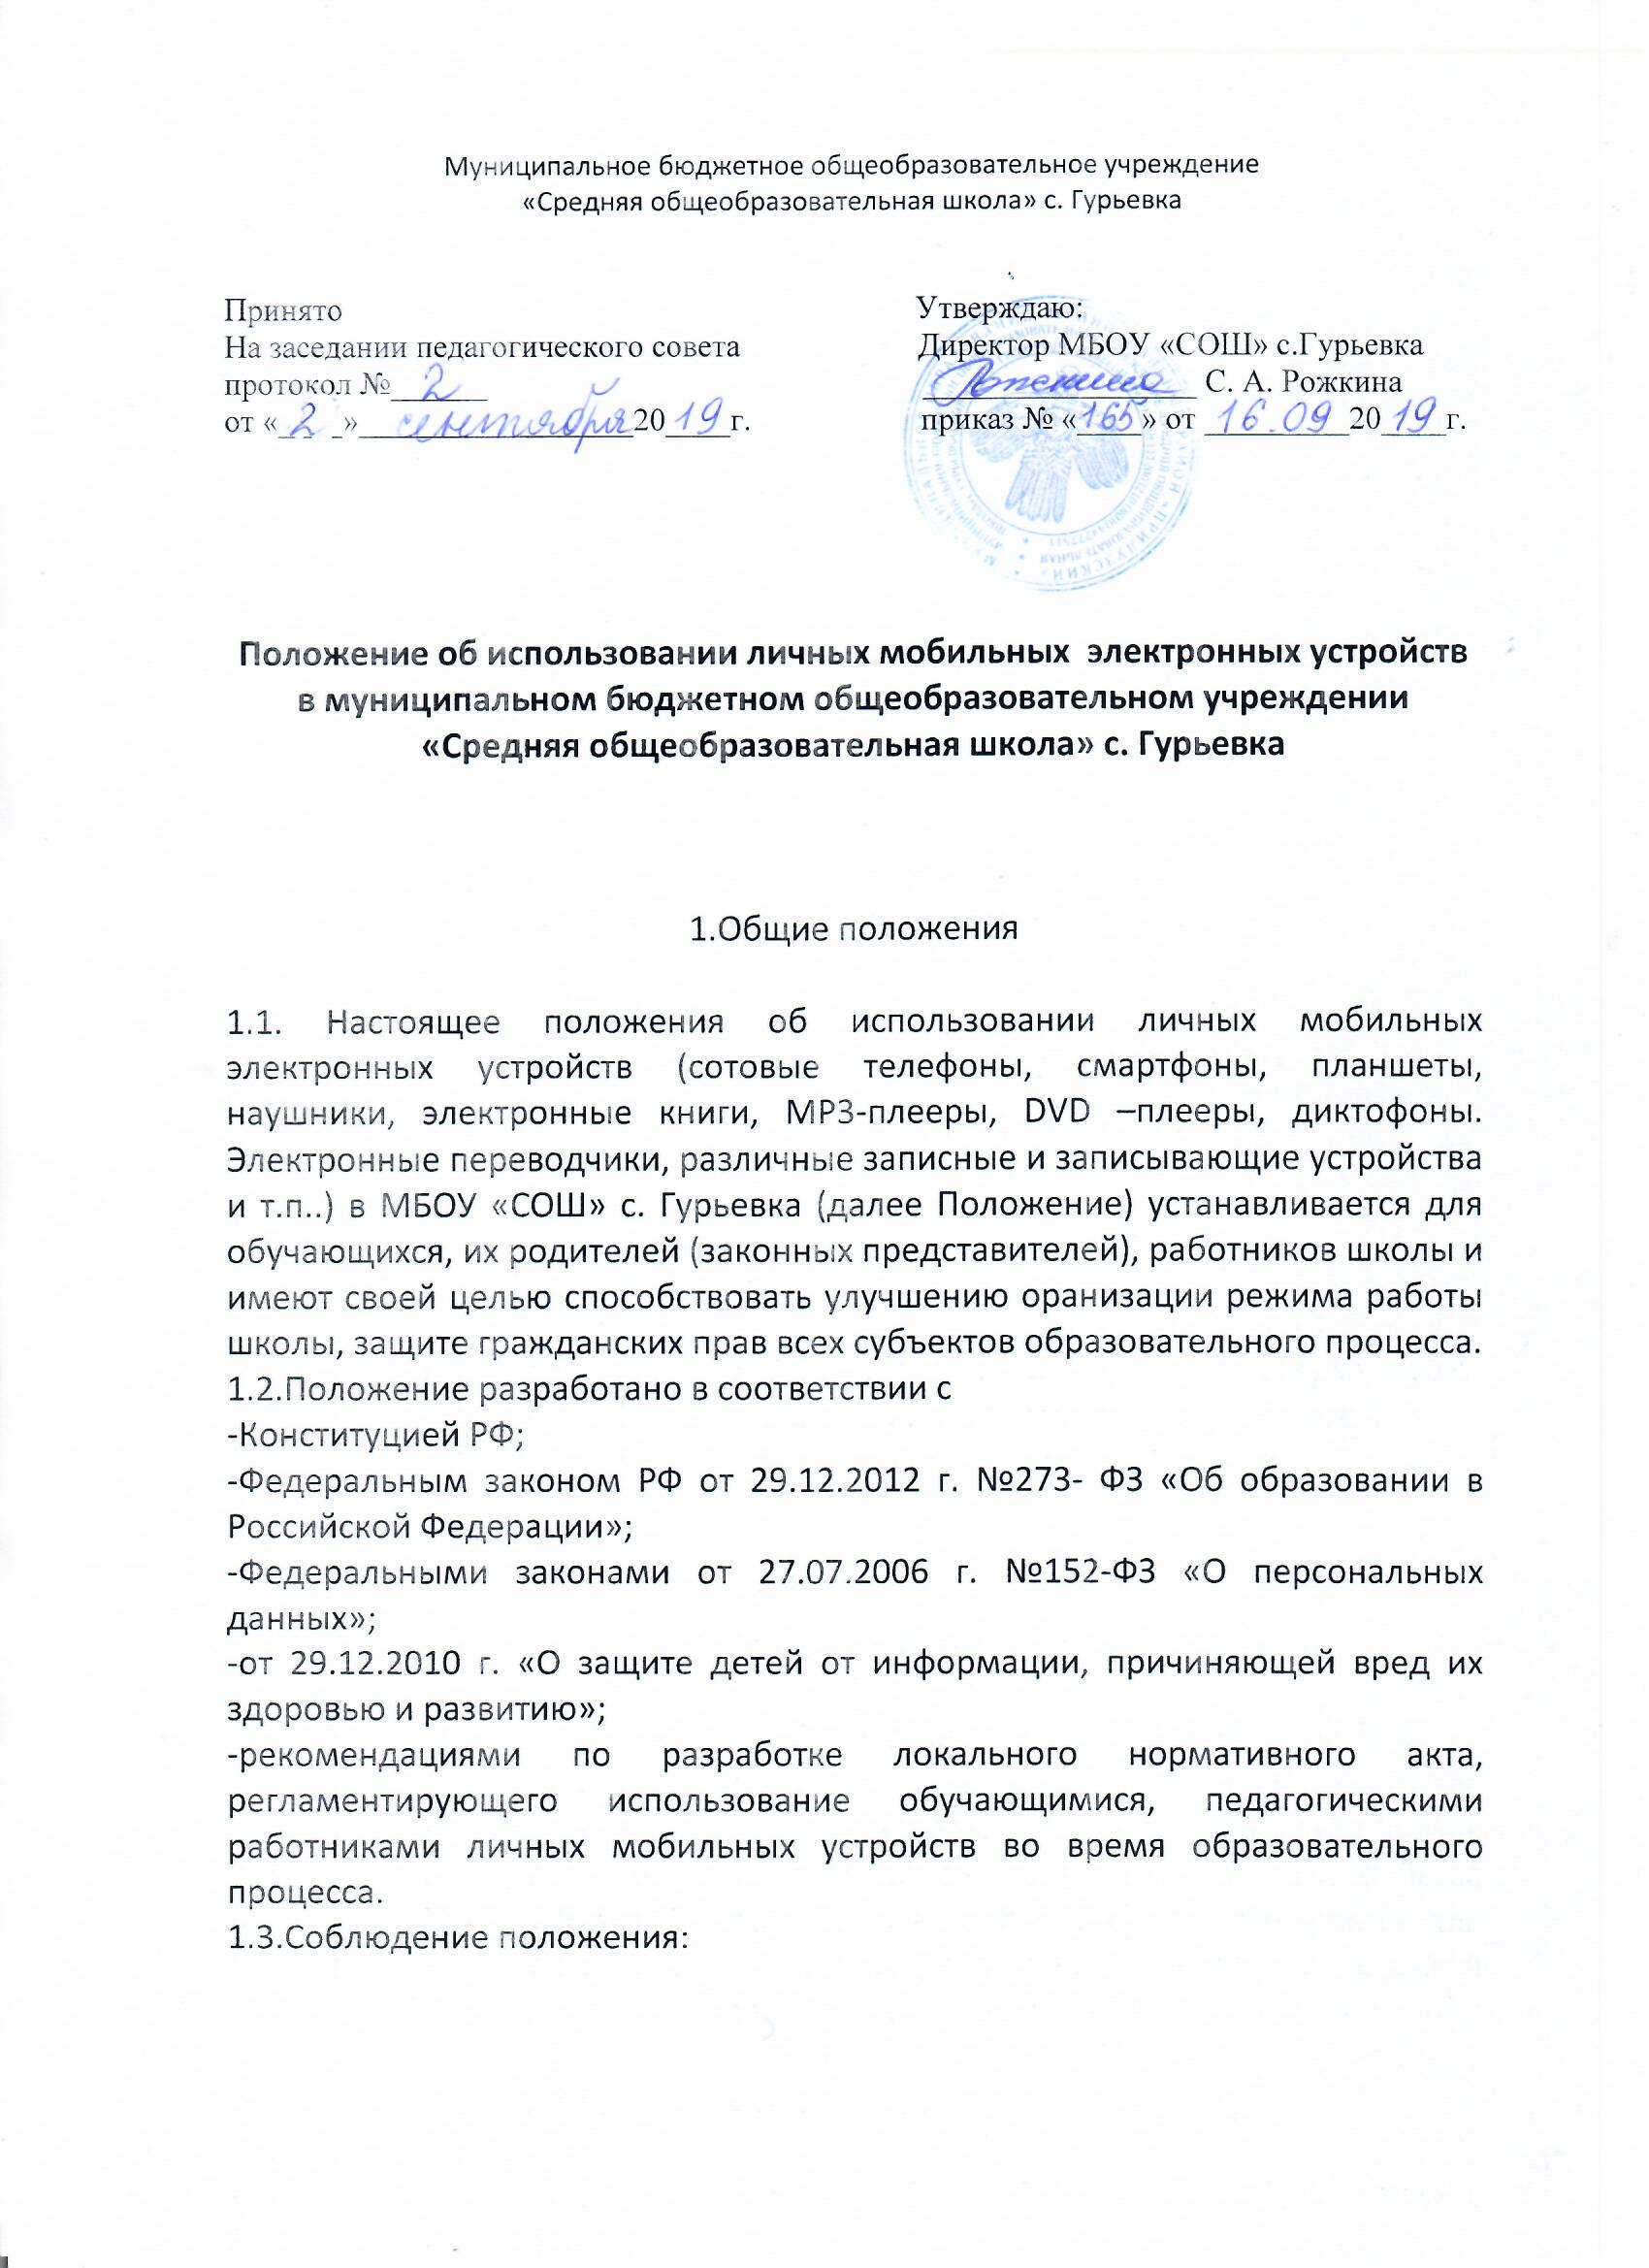 Муниципальное бюджетное общеобразовательное учреждение
«Средняя общеобразовательная школа» с. Гурьевка
Принято
На заседании педагогического совета
протокол № 2
от «2» сентября 2019 г.
Утверждаю:
Директор МБОУ «СОШ» с.Гурьевка
С. А. Рожкина
приказ № «165» от 16.09 2019 г.
Положение об использовании личных мобильных электронных устройств
в муниципальном бюджетном общеобразовательном учреждении
«Средняя общеобразовательная школа» с. Гурьевка
1.Общие положения
1.1. Настоящее положения об использовании личных мобильных
электронных устройств (сотовые телефоны, смартфоны, планшеты,
наушники, электронные книги, МР3-плееры, DVD –плееры, диктофоны.
Электронные переводчики, различные записные и записывающие устройства
и т.п..) в МБОУ «СОШ» с. Гурьевка (далее Положение) устанавливается для
обучающихся, их родителей (законных представителей), работников школы и
имеют своей целью способствовать улучшению оранизации режима работы
школы, защите гражданских прав всех субъектов образовательного процесса.
1.2.Положение разработано в соответствии с
-Конституцией РФ;
-Федеральным законом РФ от 29.12.2012 г. №273- ФЗ «Об образовании в
Российской Федерации»;
-Федеральными законами от 27.07.2006 г. №152-ФЗ «О персональных
данных»;
-от 29.12.2010 г. «О защите детей от информации, причиняющей вред их
здоровью и развитию»;
-рекомендациями по разработке локального нормативного акта,
регламентирующего использование обучающимися, педагогическими
работниками личных мобильных устройств во время образовательного
процесса.
1.3.Соблюдение положения: